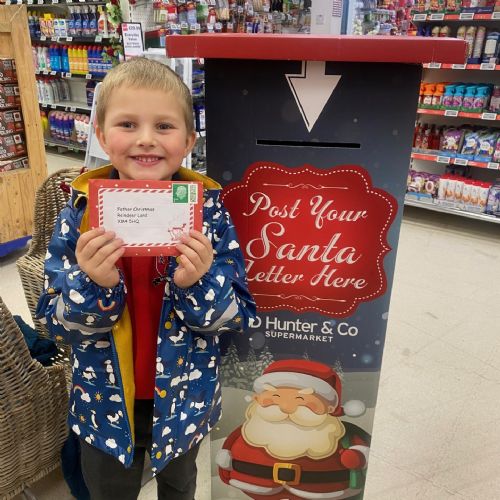 Father Christmas
Reindeer Land
XM4 5HQ
Post Your
Santa
Letter Here
D Hunter & Co
SUPERMARKET